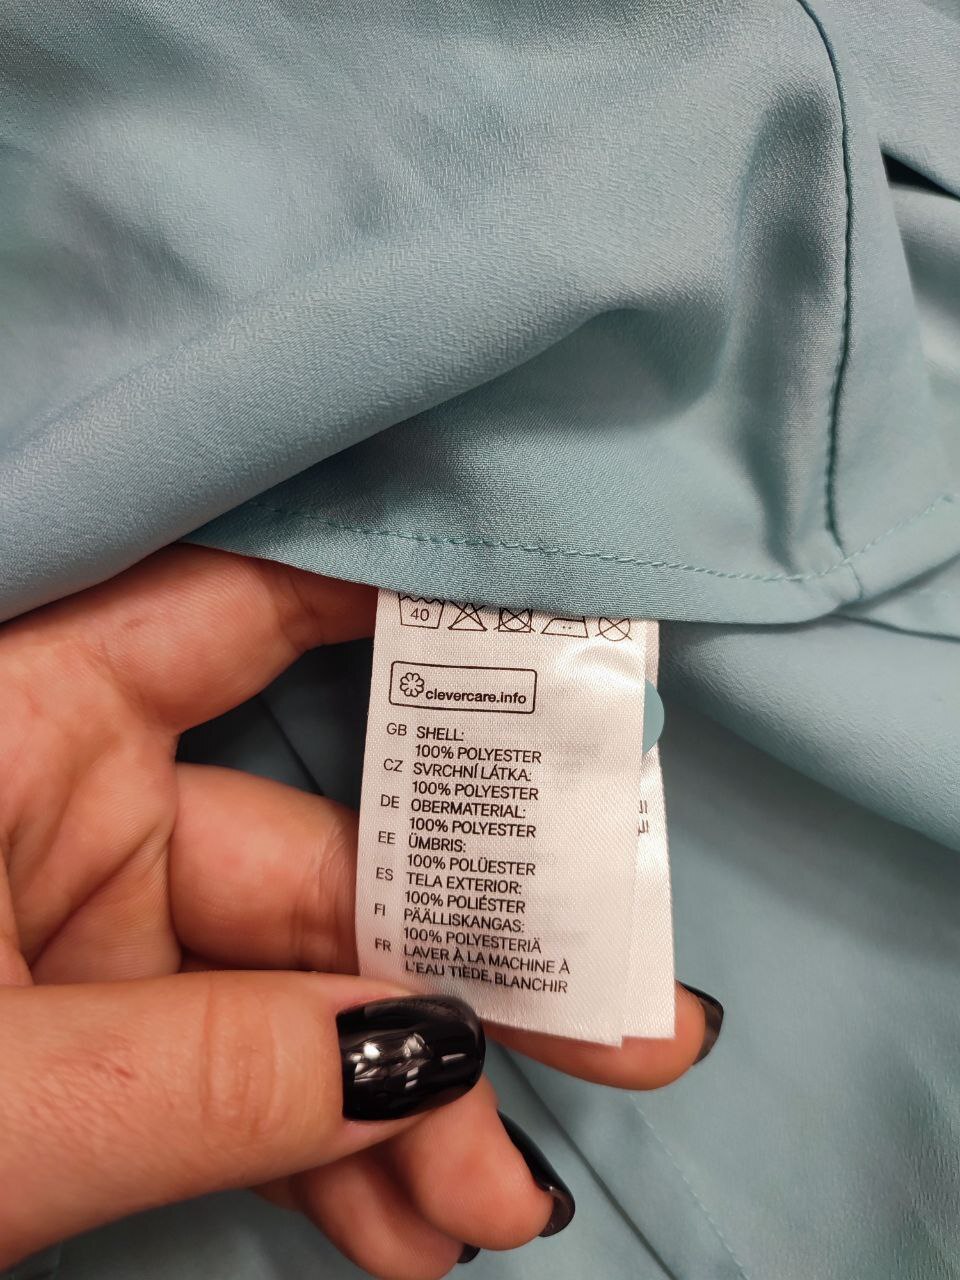 40
clevercare.info
GB SHELL:
100% POLYESTER
CZ SVRCHNÍ LÁTKA:
100% POLYESTER
DE OBERMATERIAL:
100% POLYESTER
EE ÜMBRIS:
100% POLÜESTER
ES TELA EXTERIOR:
100% POLIÉSTER
FI PÄÄLLISKANGAS:
100% POLYESTERIÄ
FR LAVER À LA MACHINE À
L'EAU TIÈDE, BLANCHIR